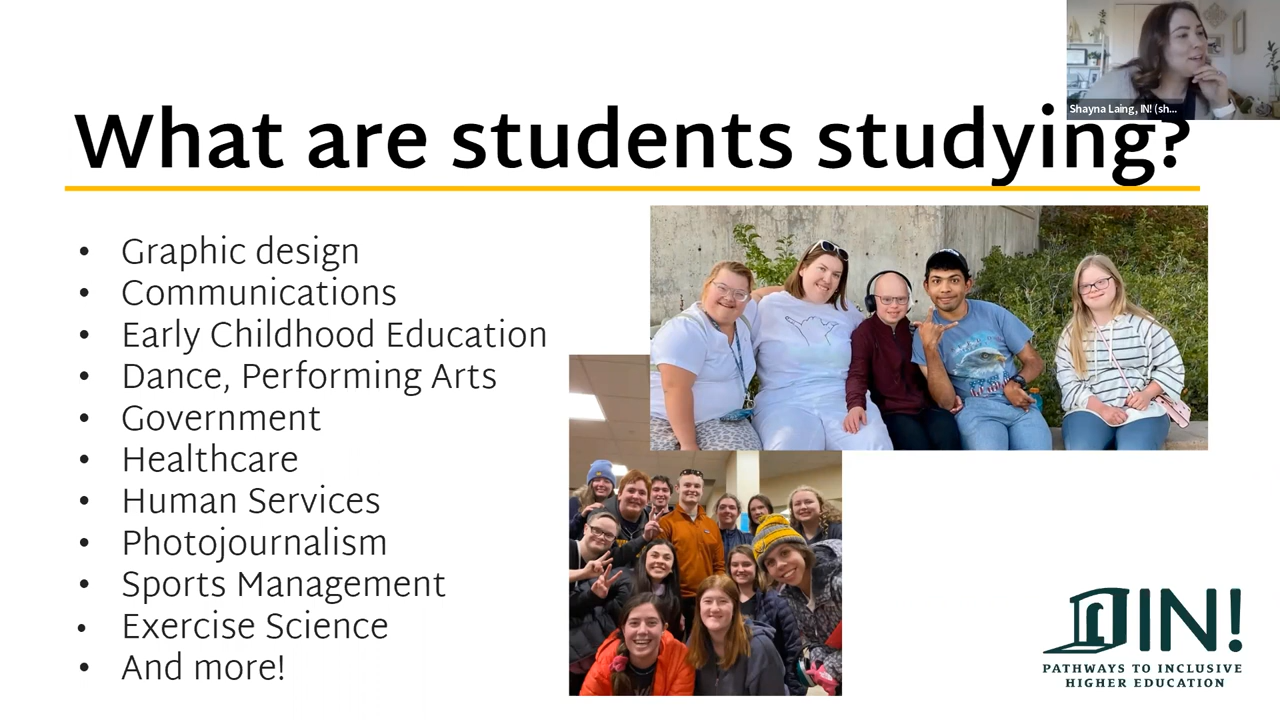 Shayna Laing, IN! (sh...
What are students studying?
• Graphic design
• Communications
• Early Childhood Education
• Dance, Performing Arts
• Government
• Healthcare
• Human Services
• Photojournalism
• Sports Management
• Exercise Science
• And more!
IN!
PATHWAYS TO INCLUSIVE
HIGHER EDUCATION